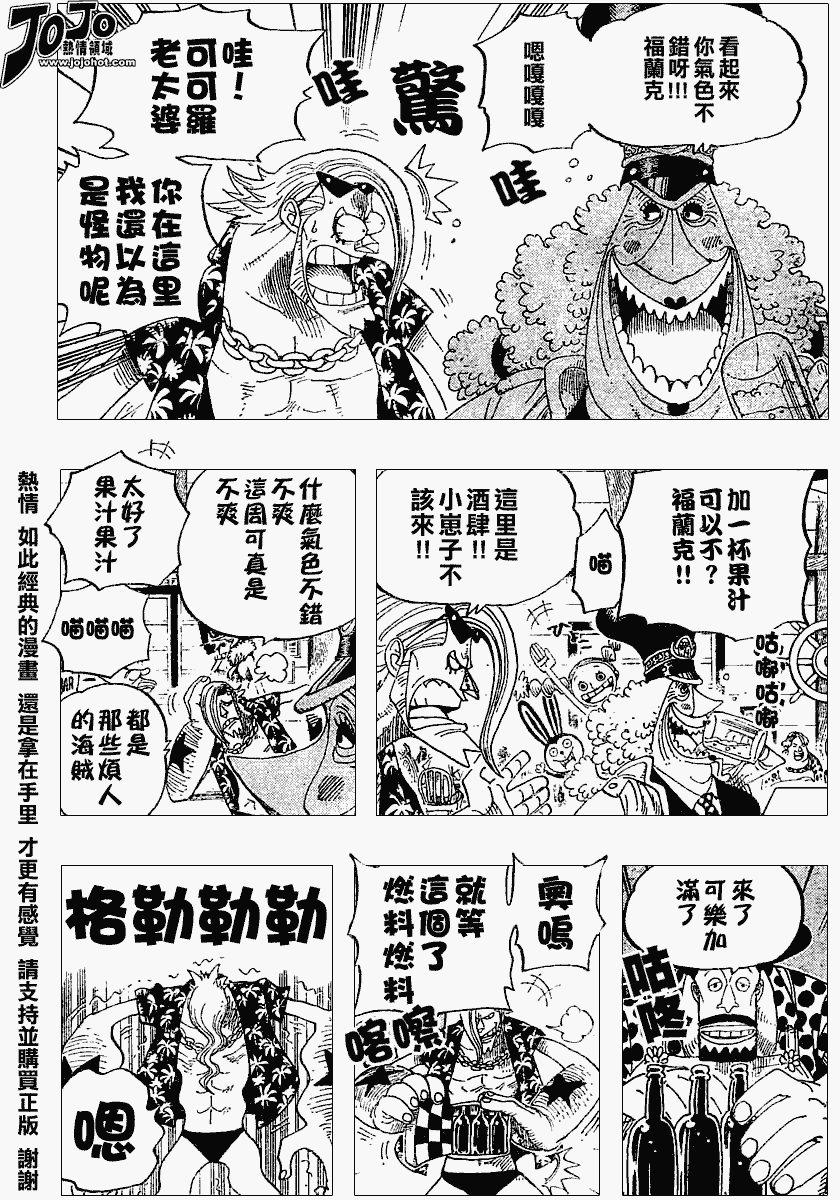 JOJO
熱情領域
www.jojohot.com
看起來
你氣色不
錯呀!!!
福蘭克
嗯嘎嘎嘎
哇
驚
哇
哇！
可可羅
老太婆
你在這里
我還以為
是怪物呢
加一杯果汁
可以不？
福蘭克!!
喵
咕嘟咕嘟
這里是
酒肆!!
小崽子不
該來!!
什麼氣色不錯
不爽
這周可真是
不爽
太好了
果汁果汁
喵喵喵
都是
那些煩人
的海賊
來了
可樂加
滿了
咕咚
奧嗚
就等
這個了
燃料燃料
喀嚓
格勒勒勒
嗯
熱情 如此經典的漫畫 還是拿在手里 才更有感覺 請支持並購買正版 謝謝